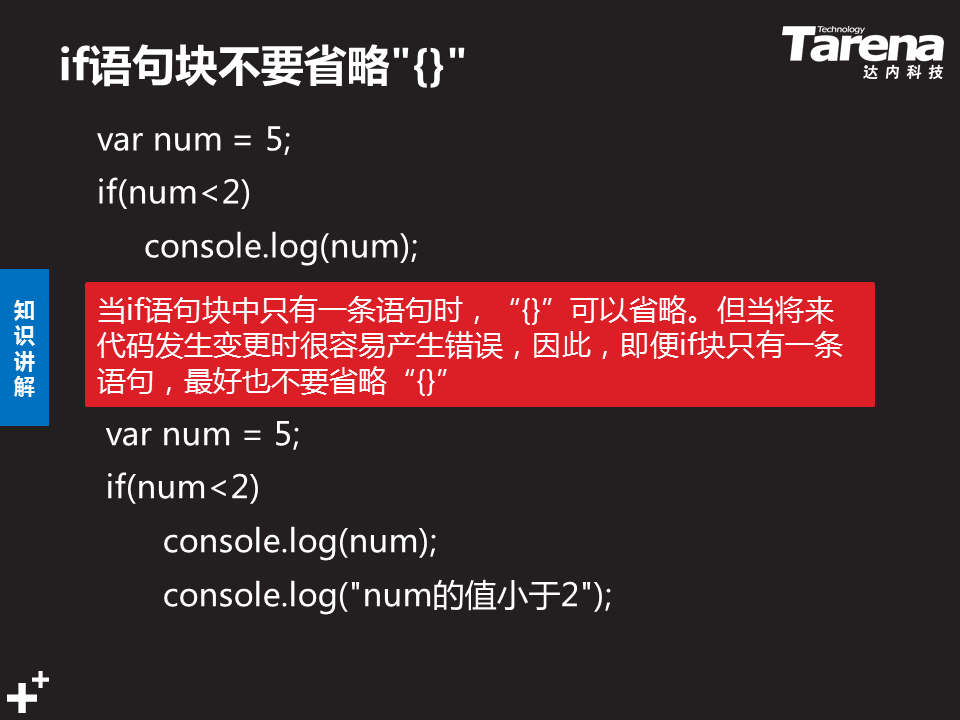 if语句块不要省略"{}"
Technology
Tarena
达内科技
var num = 5;
if(num<2)
console.log(num);
知识讲解
当if语句块中只有一条语句时，“{}”可以省略。但当将来
代码发生变更时很容易产生错误，因此，即便if块只有一条
语句，最好也不要省略“{}”
var num = 5;
if(num<2)
console.log(num);
console.log("num的值小于2");